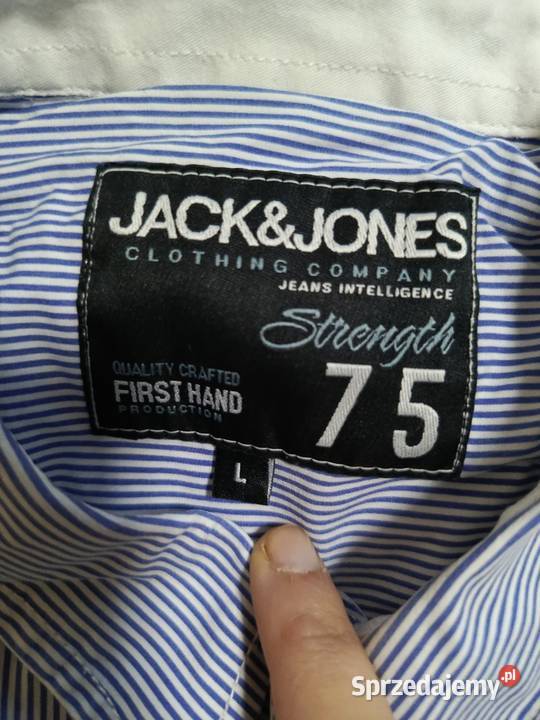 JACK&JONES
CLOTHING COMPANY
JEANS INTELLIGENCE
Strength
75
QUALITY CRAFTED
FIRST HAND
PRODUCTION
L
Sprzedajemy.pl